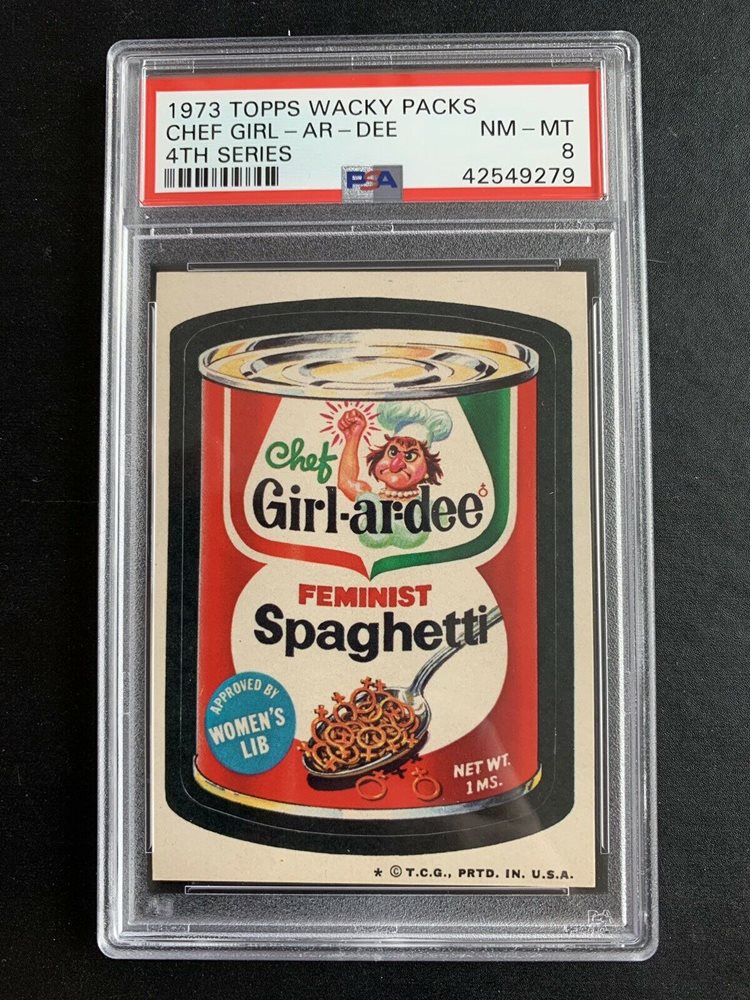 1973 TOPPS WACKY PACKS
CHEF GIRL-AR-DEE NM-MT
4TH SERIES 8
PSA 42549279
Chef
Girl-ar-dee
FEMINIST
Spaghetti
APPROVED BY
WOMEN'S
LIB
NET WT.
1 MS.
* © T.C.G., PRTD. IN. U.S.A.
PSA